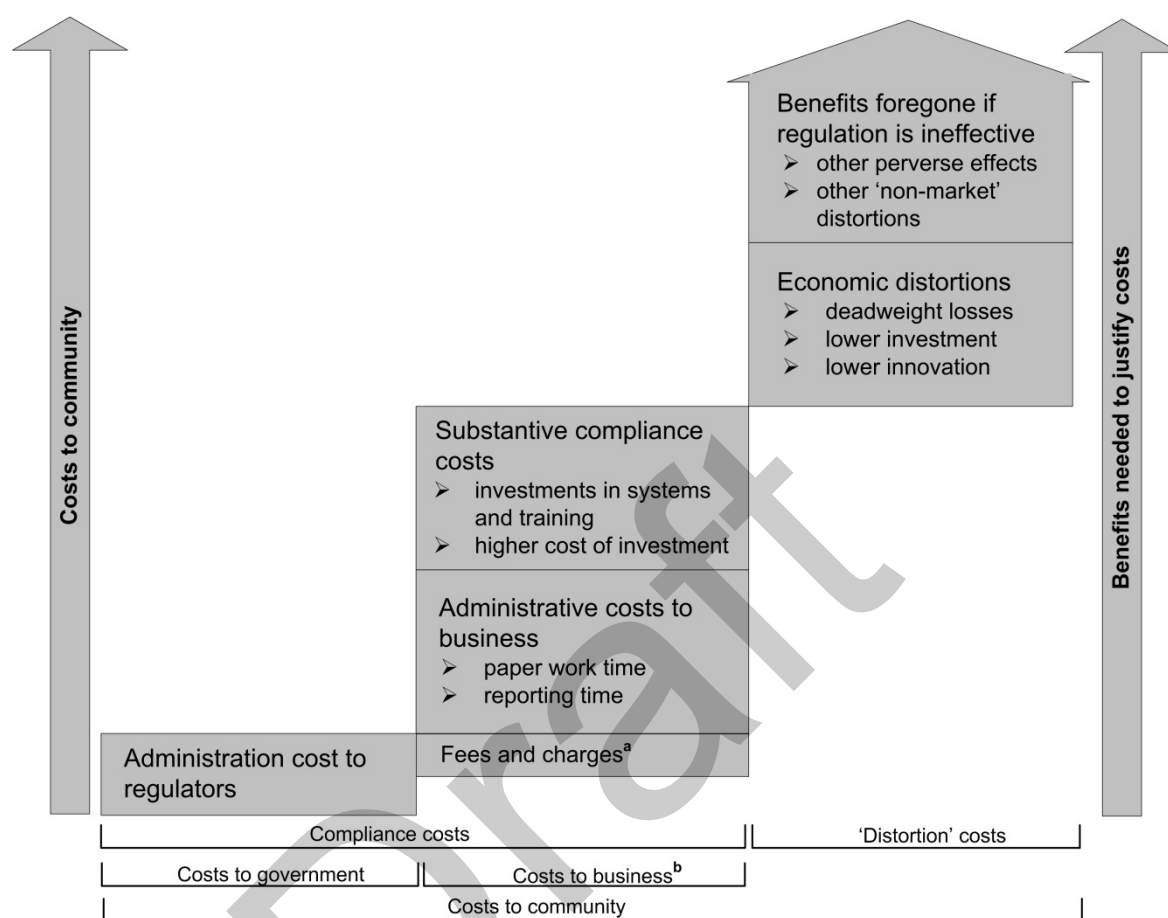 Costs to community
Benefits foregone if
regulation is ineffective
➢ other perverse effects
➢ other ‘non-market’
distortions
Economic distortions
➢ deadweight losses
➢ lower investment
➢ lower innovation
Substantive compliance
costs
➢ investments in systems
and training
➢ higher cost of investment
Administrative costs to
business
➢ paper work time
➢ reporting time
Fees and charges^a
Administration cost to
regulators
Benefits needed to justify costs
Compliance costs
‘Distortion’ costs
Costs to government
Costs to business^b
Costs to community
Draft